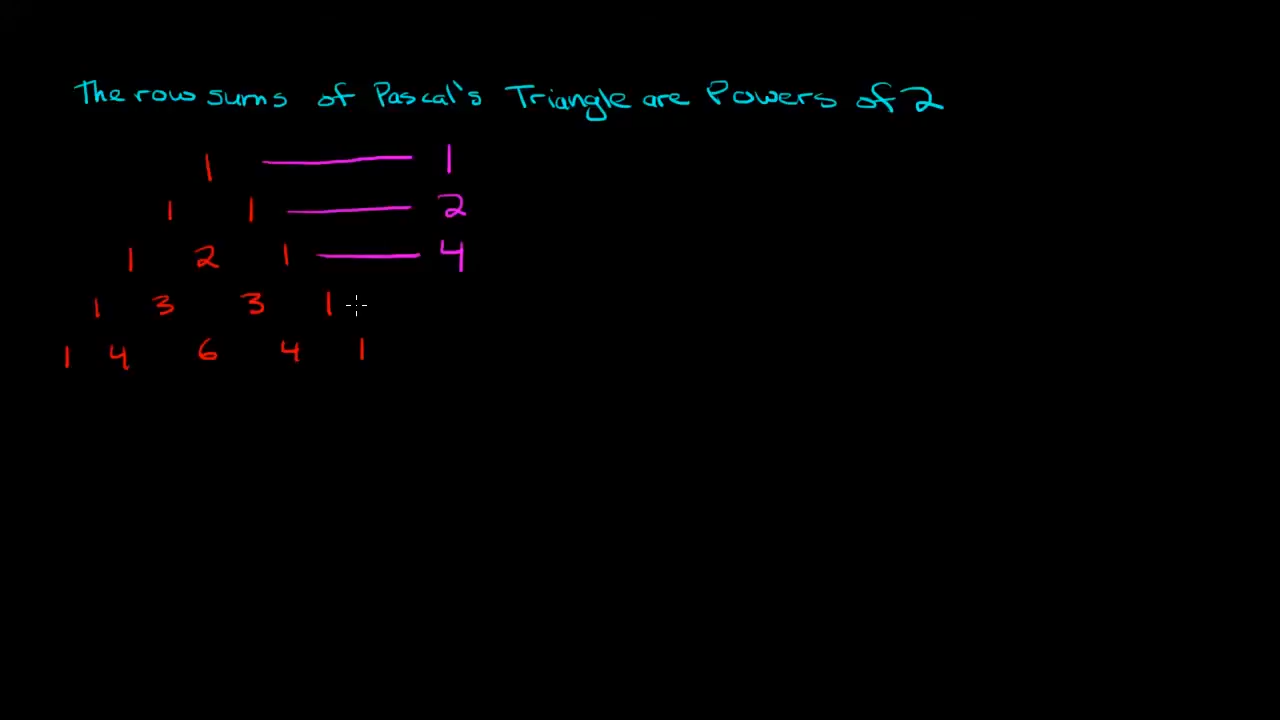 The row sums of Pascal's Triangle are Powers of 2
1 1
1 1 2
1 2 1 4
1 3 3 1
1 4 6 4 1